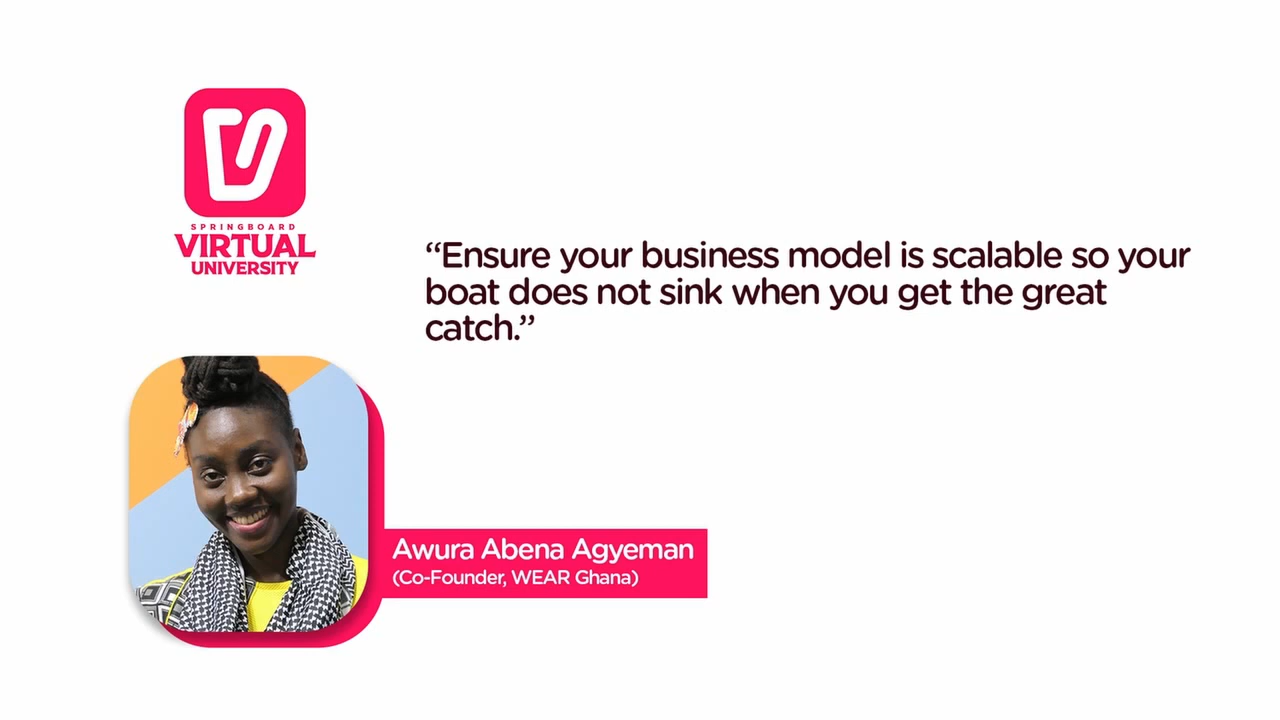 SPRINGBOARD
VIRTUAL
UNIVERSITY
“Ensure your business model is scalable so your
boat does not sink when you get the great
catch.”
Awura Abena Agyeman
(Co-Founder, WEAR Ghana)